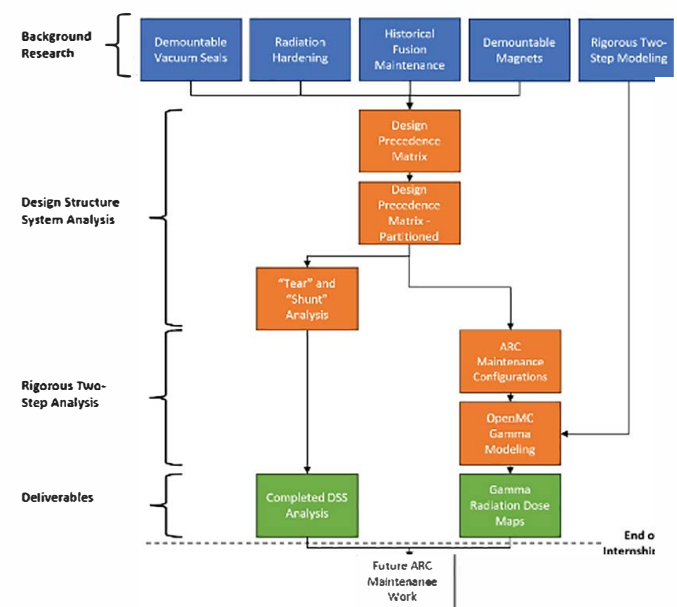 Background
Research
Demountable
Vacuum Seals
Radiation
Hardening
Historical
Fusion
Maintenance
Demountable
Magnets
Rigorous Two-
Step Modeling
Design Structure
System Analysis
Design
Precedence
Matrix
Design
Precedence
Matrix -
Partitioned
"Tear" and
"Shunt"
Analysis
Rigorous Two-
Step Analysis
ARC
Maintenance
Configurations
OpenMC
Gamma
Modeling
Deliverables
Completed DSS
Analysis
Gamma
Radiation Dose
Maps
End o
Internshi
Future ARC
Maintenance
Work